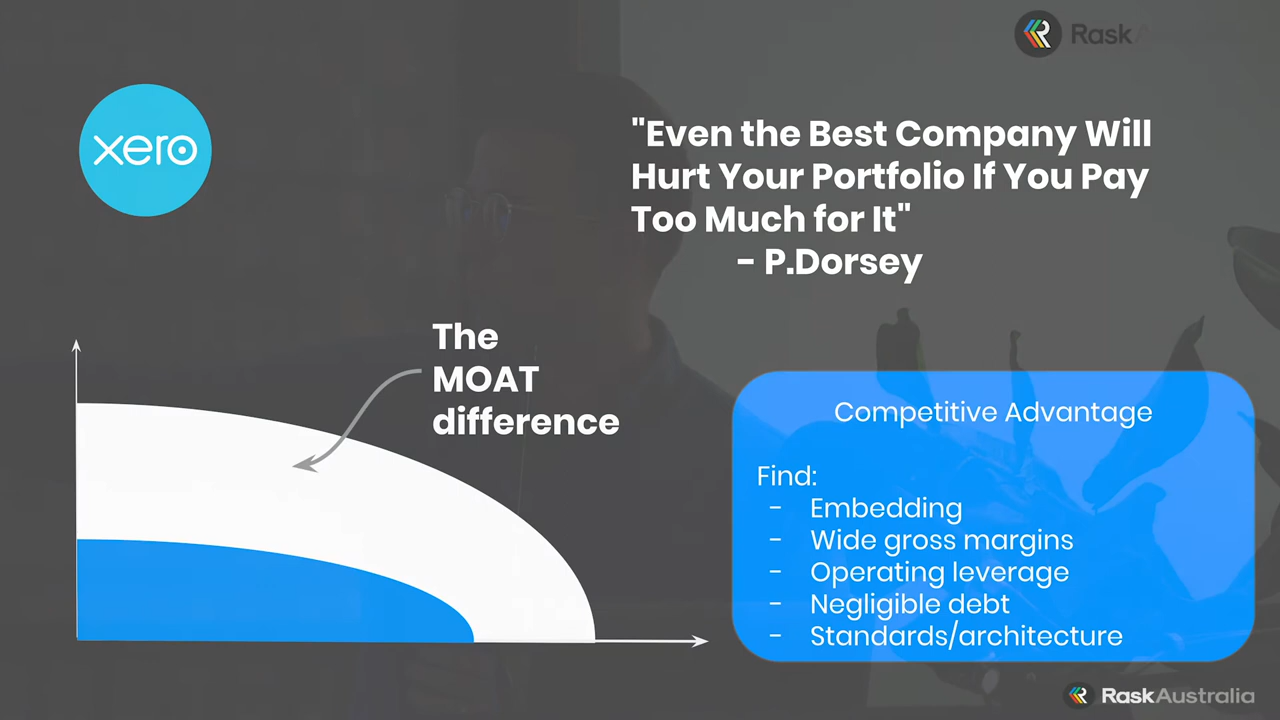 Rask
xero
"Even the Best Company Will
Hurt Your Portfolio If You Pay
Too Much for It"
- P.Dorsey
The
MOAT
difference
Competitive Advantage
Find:
- Embedding
- Wide gross margins
- Operating leverage
- Negligible debt
- Standards/architecture
RaskAustralia